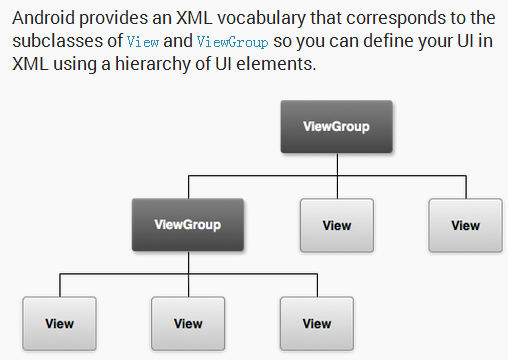 Android provides an XML vocabulary that corresponds to the
subclasses of View and ViewGroup so you can define your UI in
XML using a hierarchy of UI elements.
ViewGroup
ViewGroup
View
View
View
View
View